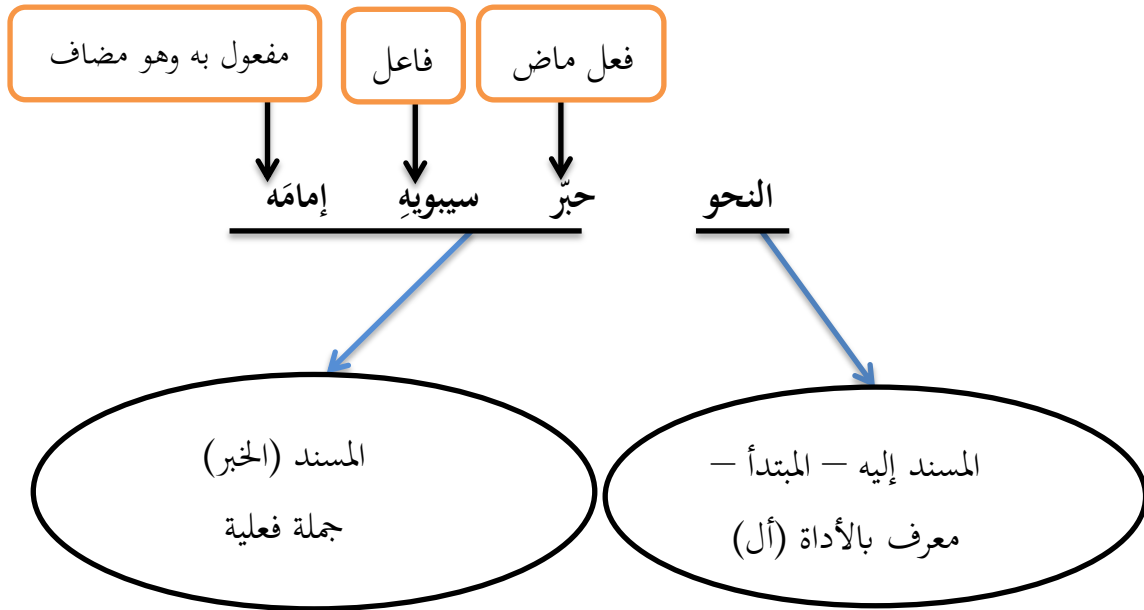 فعل ماض
فاعل
مفعول به وهو مضاف
النحو حبّر سيبويهِ إمامَه
المسند إليه – المبتدأ –
معرف بالأداة (أل)
المسند (الخبر)
جملة فعلية